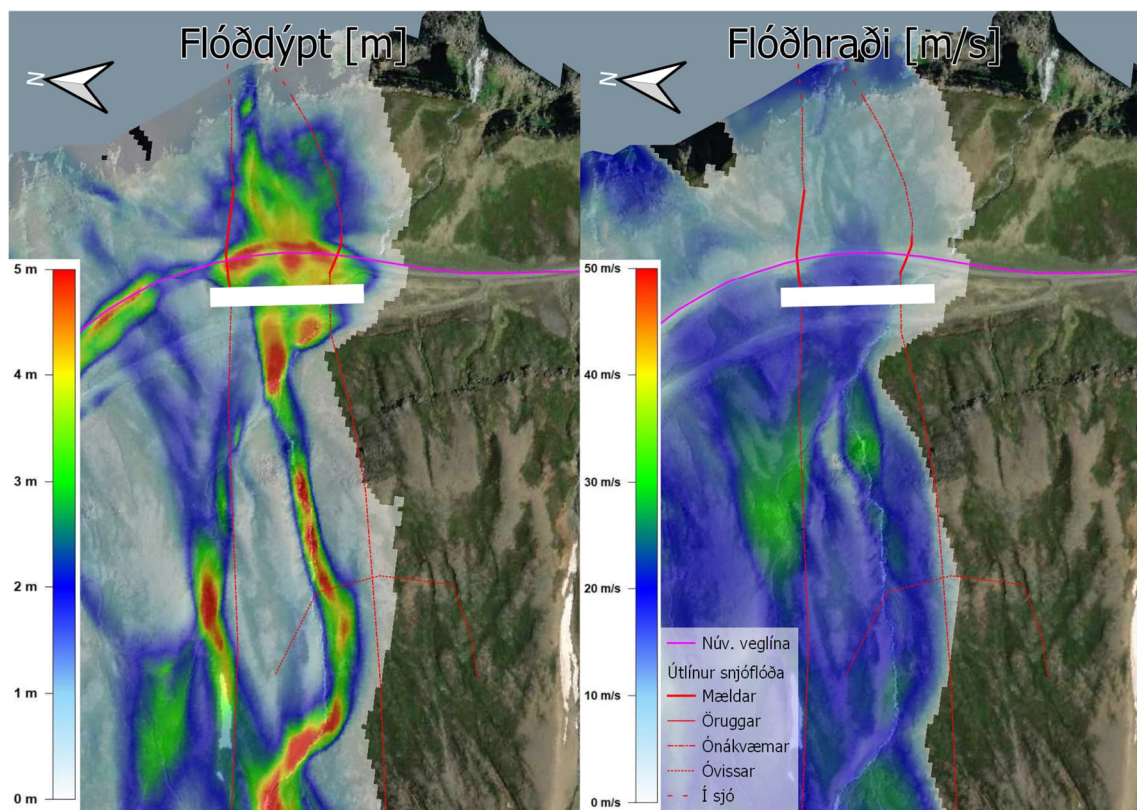 Flóðdýpt [m]
N
5 m
4 m
3 m
2 m
1 m
0 m
Flóðhraði [m/s]
N
50 m/s
40 m/s
30 m/s
20 m/s
10 m/s
0 m/s
Núv. veglína
Útlínur snjóflóða
Mældar
Öruggar
Ónákvæmar
Óvissar
Í sjó